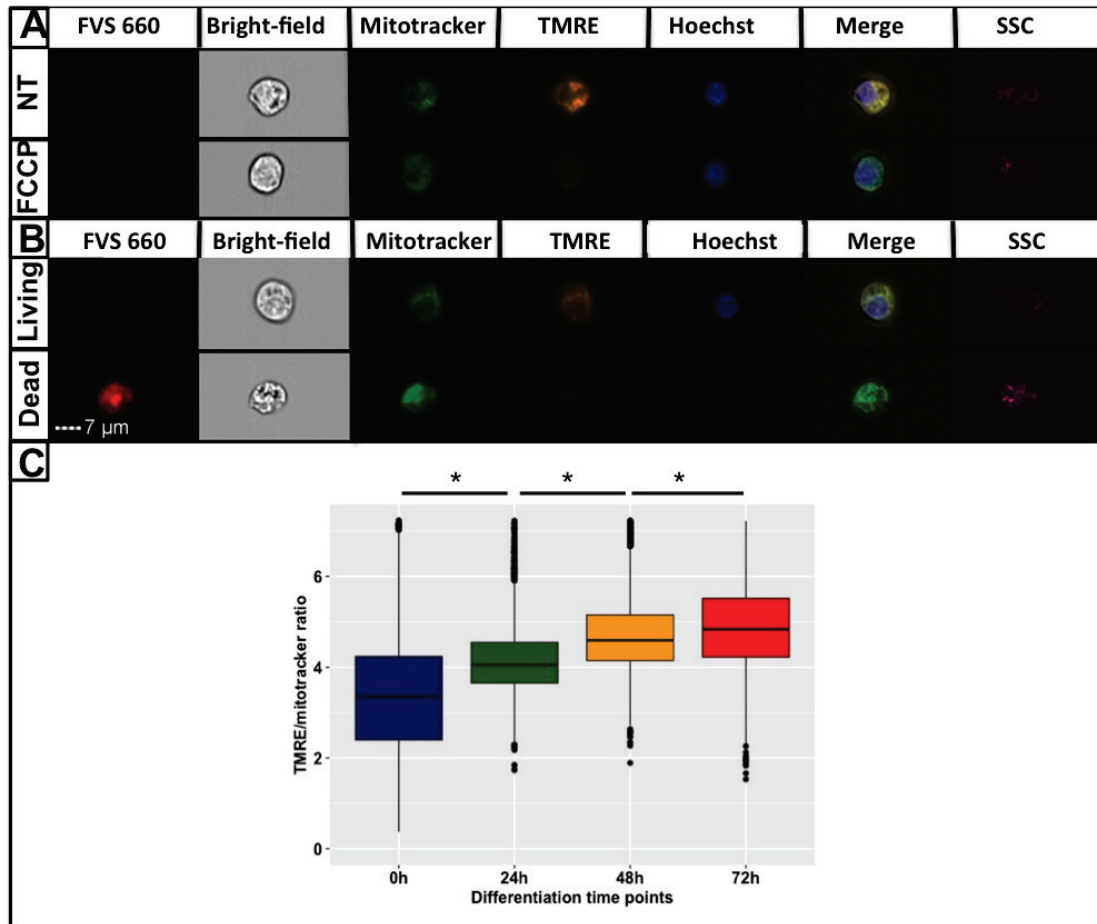 A FVS 660 Bright-field Mitotracker TMRE Hoechst Merge SSC
NT
FCCP
B FVS 660 Bright-field Mitotracker TMRE Hoechst Merge SSC
Living
Dead
7 µm
C
* * *
TMRE/mitotracker ratio
6
4
2
0
0h 24h 48h 72h
Differentiation time points